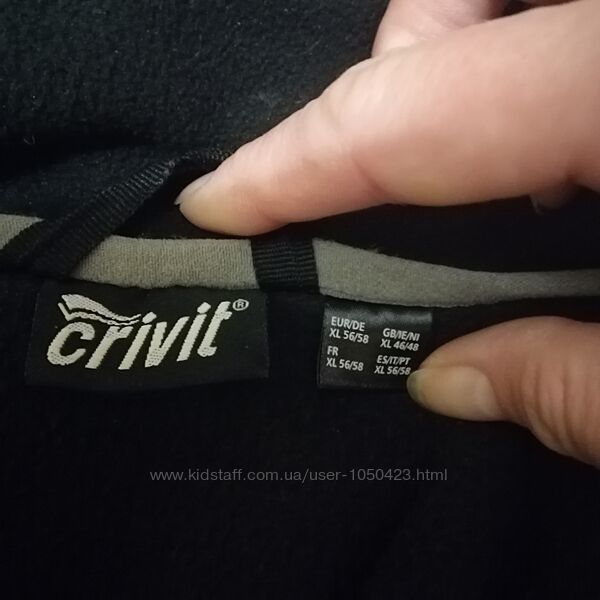 crivit®
EUR/DE
XL 56/58
GB/IE/NI
XL 46/48
FR
XL 56/58
ES/IT/PT
XL 56/58
www.kidstaff.com.ua/user-1050423.html